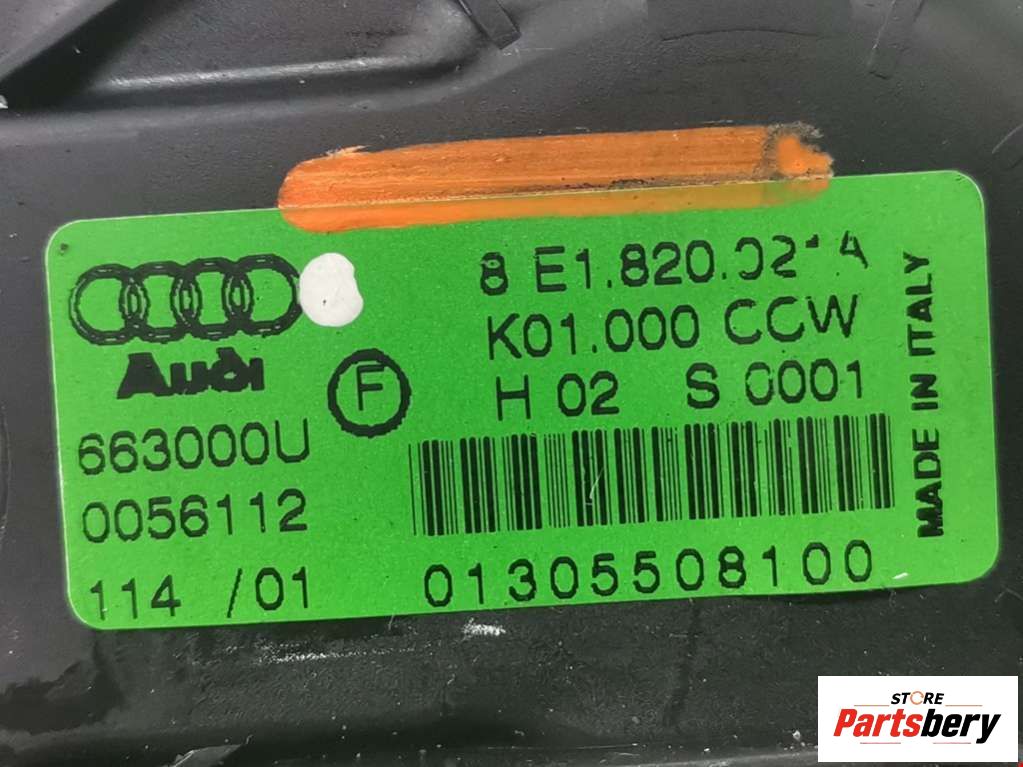 8 E1.820.021 A
K01.000 CCW
H 02 S 0001
Audi
F
663000U
0056112
114 /01
01305508100
MADE IN ITALY
STORE
Partsbery